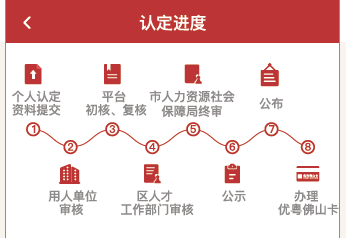 认定进度
个人认定
资料提交
平台
初核、复核
市人力资源社会
保障局终审
公布
1
2
3
4
5
6
7
8
用人单位
审核
区人才
工作部门审核
公示
办理
优粤佛山卡